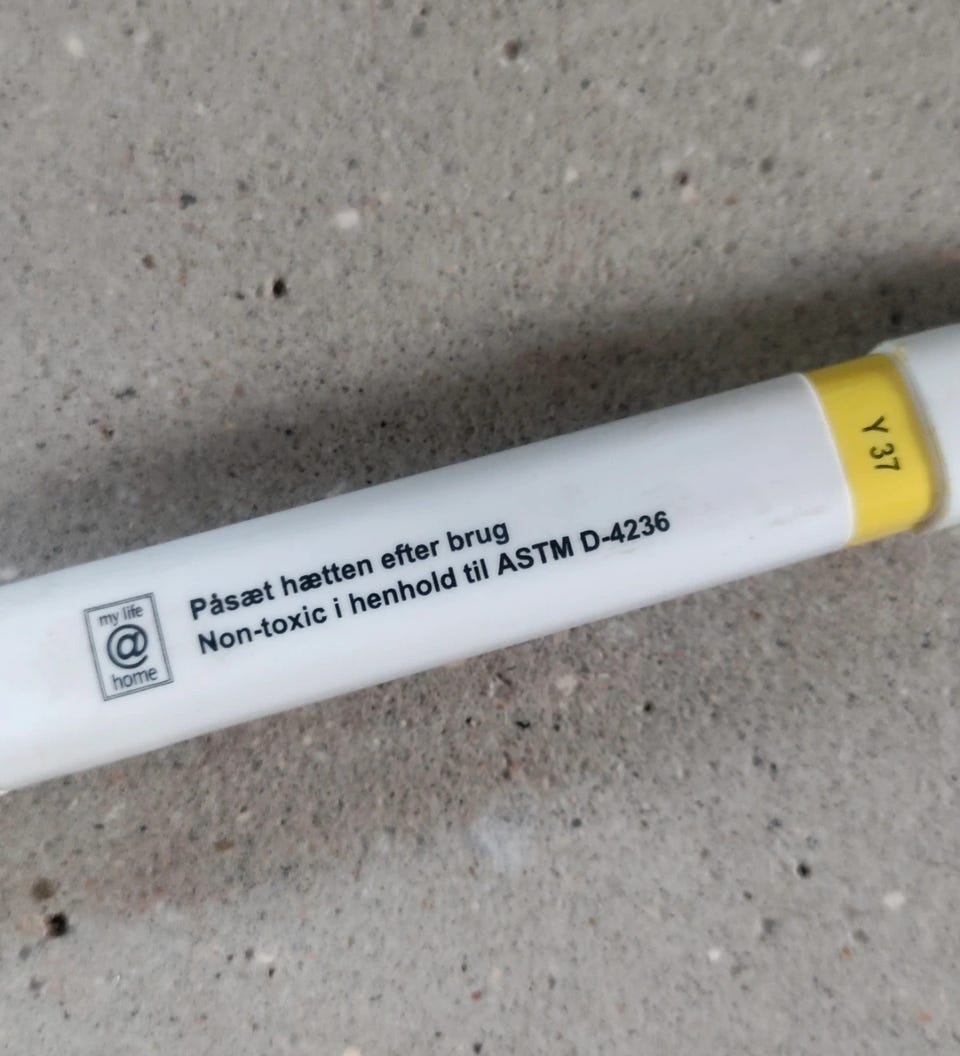 my life
@
home
Påsæt hætten efter brug
Non-toxic i henhold til ASTM D-4236
Y 37